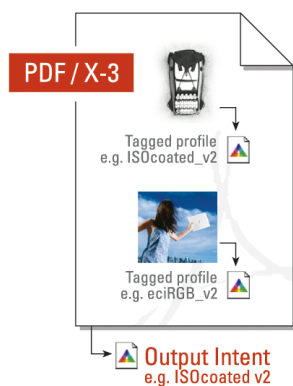 PDF / X-3
Tagged profile
e.g. ISOcoated_v2
Tagged profile
e.g. eciRGB_v2
Output Intent
e.g. ISOcoated v2